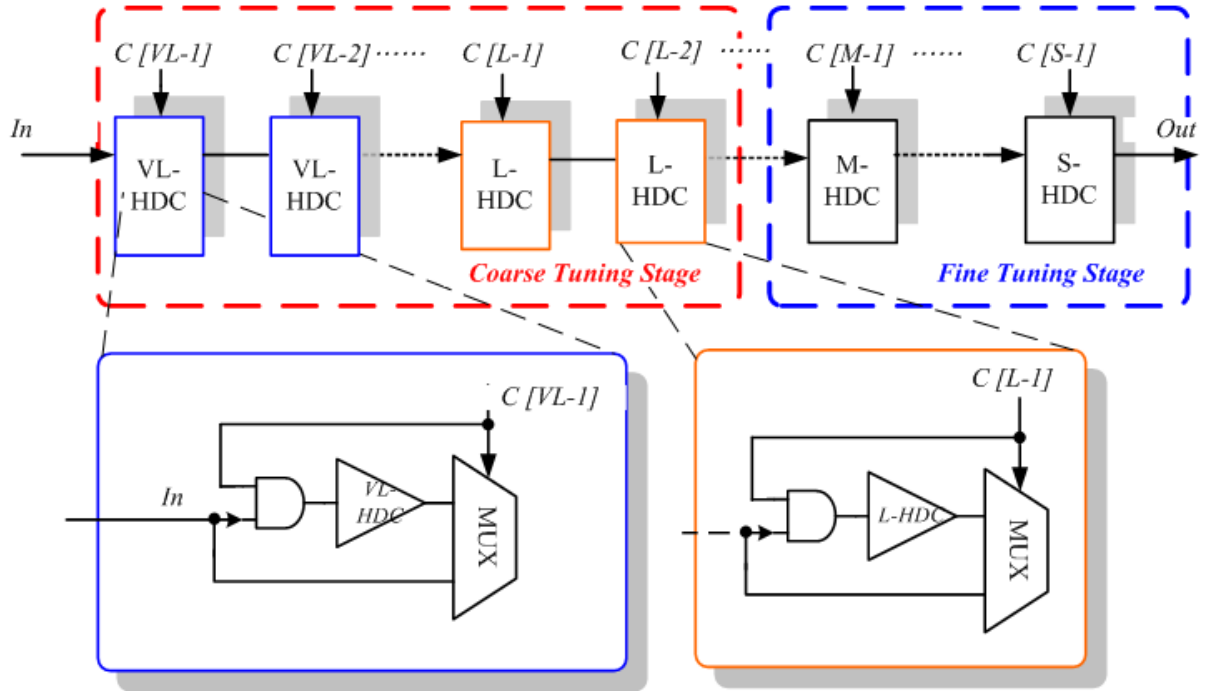 C [VL-1]
C [VL-2]
......
C [L-1]
C [L-2]
......
C [M-1]
......
C [S-1]
In
VL-
HDC
VL-
HDC
L-
HDC
L-
HDC
M-
HDC
S-
HDC
Out
Coarse Tuning Stage
Fine Tuning Stage
C [VL-1]
In
VL-
HDC
MUX
C [L-1]
L-HDC
MUX